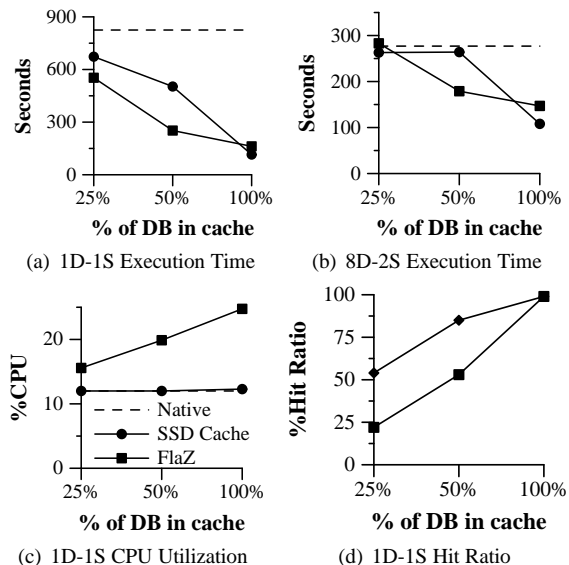 900
600
300
0
Seconds
25% 50% 100%
% of DB in cache
(a) 1D-1S Execution Time
300
200
100
0
Seconds
25% 50% 100%
% of DB in cache
(b) 8D-2S Execution Time
20
10
0
%CPU
Native
SSD Cache
FlaZ
25% 50% 100%
% of DB in cache
(c) 1D-1S CPU Utilization
100
75
50
25
0
%Hit Ratio
25% 50% 100%
% of DB in cache
(d) 1D-1S Hit Ratio